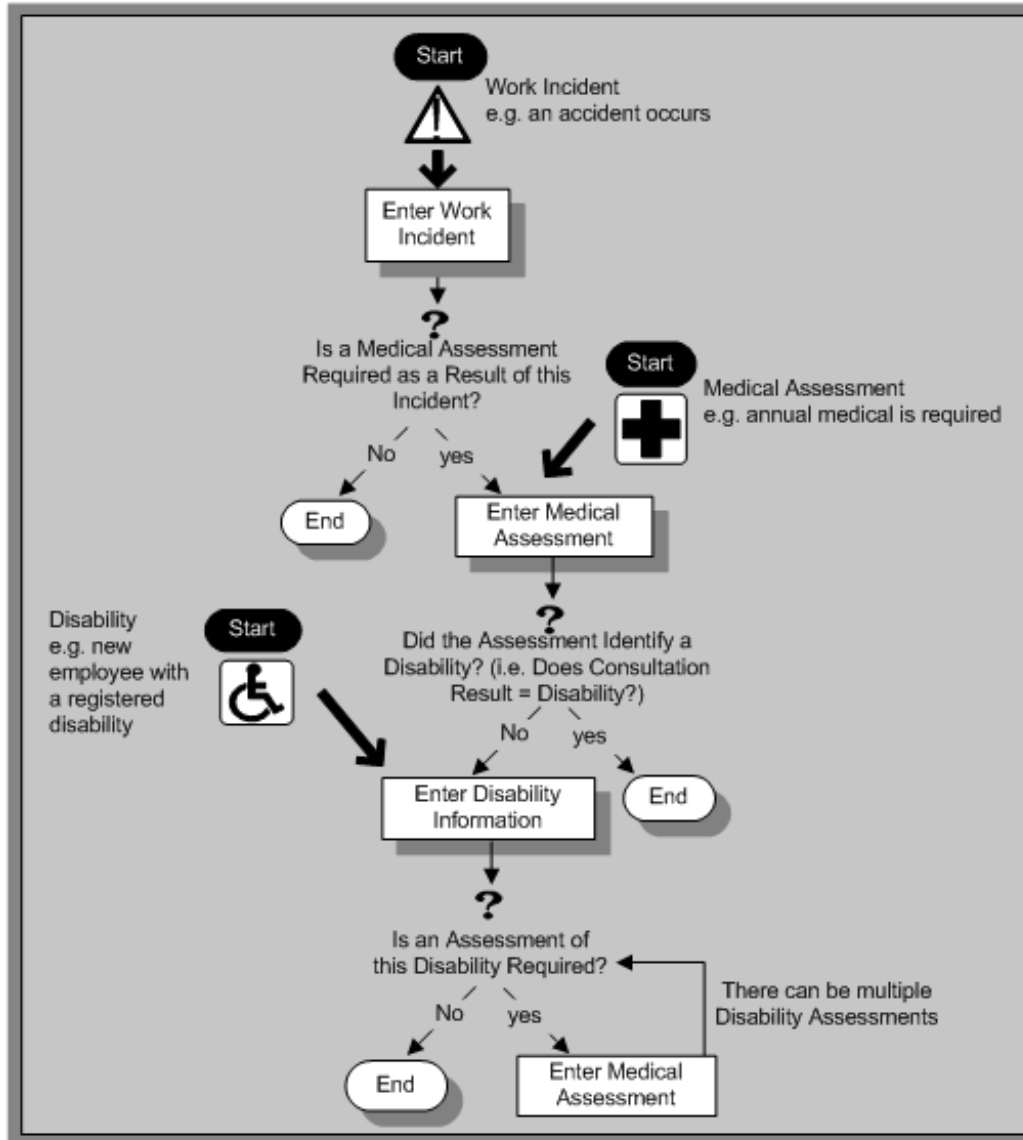 Start
Work Incident
e.g. an accident occurs
Enter Work
Incident
?
Is a Medical Assessment
Required as a Result of this
Incident?
Start
Medical Assessment
e.g. annual medical is required
No
yes
End
Enter Medical
Assessment
?
Disability
e.g. new
employee with
a registered
disability
Start
Did the Assessment Identify a
Disability? (i.e. Does Consultation
Result = Disability?)
No
yes
Enter Disability
Information
End
?
Is an Assessment of
this Disability Required?
There can be multiple
Disability Assessments
No
yes
End
Enter Medical
Assessment